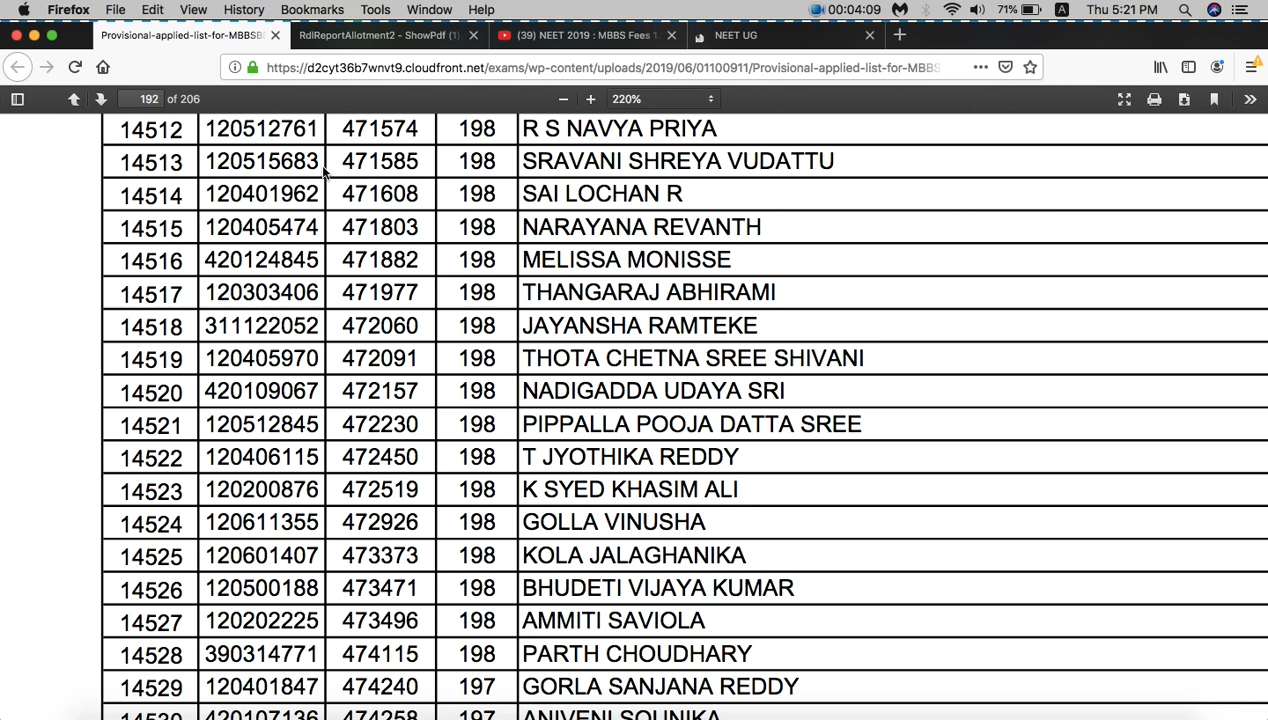 Firefox File Edit View History Bookmarks Tools Window Help 00:04:09 71% A Thu 5:21 PM
Provisional-applied-list-for-MBBSBD RdlReportAllotment2 - ShowPdf (1) (39) NEET 2019 : MBBS Fees 1 NEET UG
https://d2cyt36b7wnvt9.cloudfront.net/exams/wp-content/uploads/2019/06/01100911/Provisional-applied-list-for-MBBS
192 of 206 220%
14512 120512761 471574 198 R S NAVYA PRIYA
14513 120515683 471585 198 SRAVANI SHREYA VUDATTU
14514 120401962 471608 198 SAI LOCHAN R
14515 120405474 471803 198 NARAYANA REVANTH
14516 420124845 471882 198 MELISSA MONISSE
14517 120303406 471977 198 THANGARAJ ABHIRAMI
14518 311122052 472060 198 JAYANSHA RAMTEKE
14519 120405970 472091 198 THOTA CHETNA SREE SHIVANI
14520 420109067 472157 198 NADIGADDA UDAYA SRI
14521 120512845 472230 198 PIPPALLA POOJA DATTA SREE
14522 120406115 472450 198 T JYOTHIKA REDDY
14523 120200876 472519 198 K SYED KHASIM ALI
14524 120611355 472926 198 GOLLA VINUSHA
14525 120601407 473373 198 KOLA JALAGHANIKA
14526 120500188 473471 198 BHUDETI VIJAYA KUMAR
14527 120202225 473496 198 AMMITI SAVIOLA
14528 390314771 474115 198 PARTH CHOUDHARY
14529 120401847 474240 197 GORLA SANJANA REDDY
14530 420107136 474258 197 ANIVENI SOUNIKA